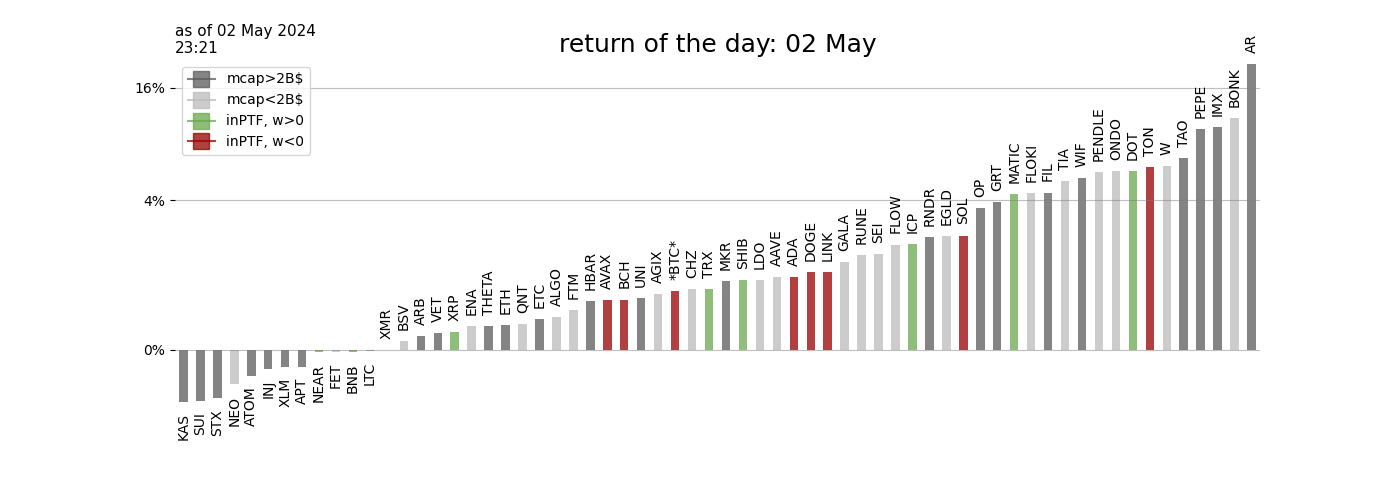 as of 02 May 2024
23:21
return of the day: 02 May
mcap>2B$
mcap<2B$
inPTF, w>0
inPTF, w<0
16%
4%
0%
KAS
SUI
STX
NEO
ATOM
INJ
XLM
APT
NEAR
FET
BNB
LTC
XMR
BSV
ARB
VET
XRP
ENA
THETA
ETH
QNT
ETC
ALGO
FTM
HBAR
AVAX
BCH
UNI
AGIX
*BTC*
CHZ
TRX
MKR
SHIB
LDO
AAVE
ADA
DOGE
LINK
GALA
RUNE
SEI
FLOW
ICP
RNDR
EGLD
SOL
OP
GRT
MATIC
FLOKI
FIL
TIA
WIF
PENDLE
ONDO
DOT
TON
W
TAO
PEPE
IMX
BONK
AR